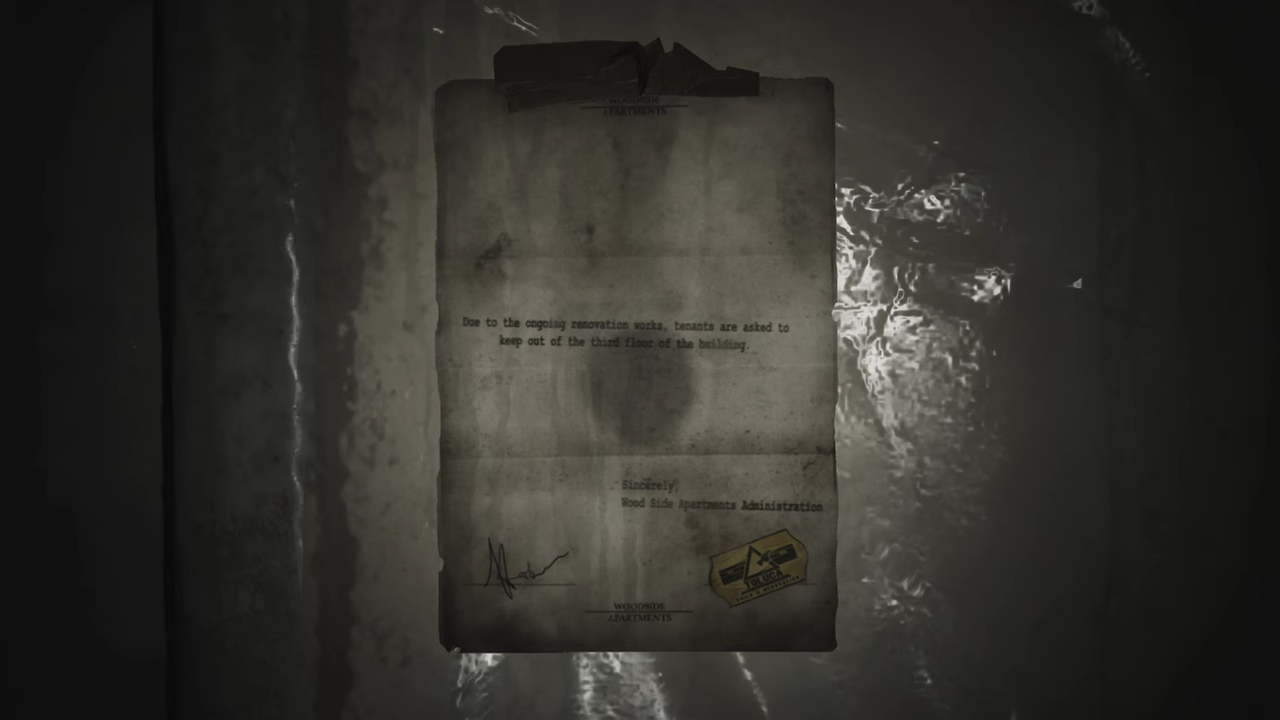 WOODSIDE
APARTMENTS
Due to the ongoing renovation works, tenants are asked to
keep out of the third floor of the building.
Sincerely,
Wood Side Apartments Administration
TOLUCA
WOODSIDE
APARTMENTS